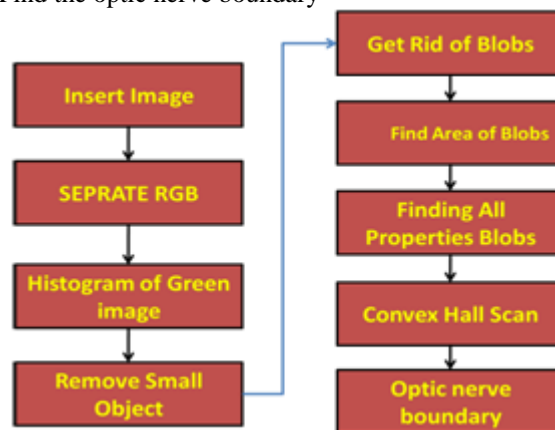 Find the optic nerve boundary
Insert Image
SEPRATE RGB
Histogram of Green
image
Remove Small
Object
Get Rid of Blobs
Find Area of Blobs
Finding All
Properties Blobs
Convex Hall Scan
Optic nerve
boundary